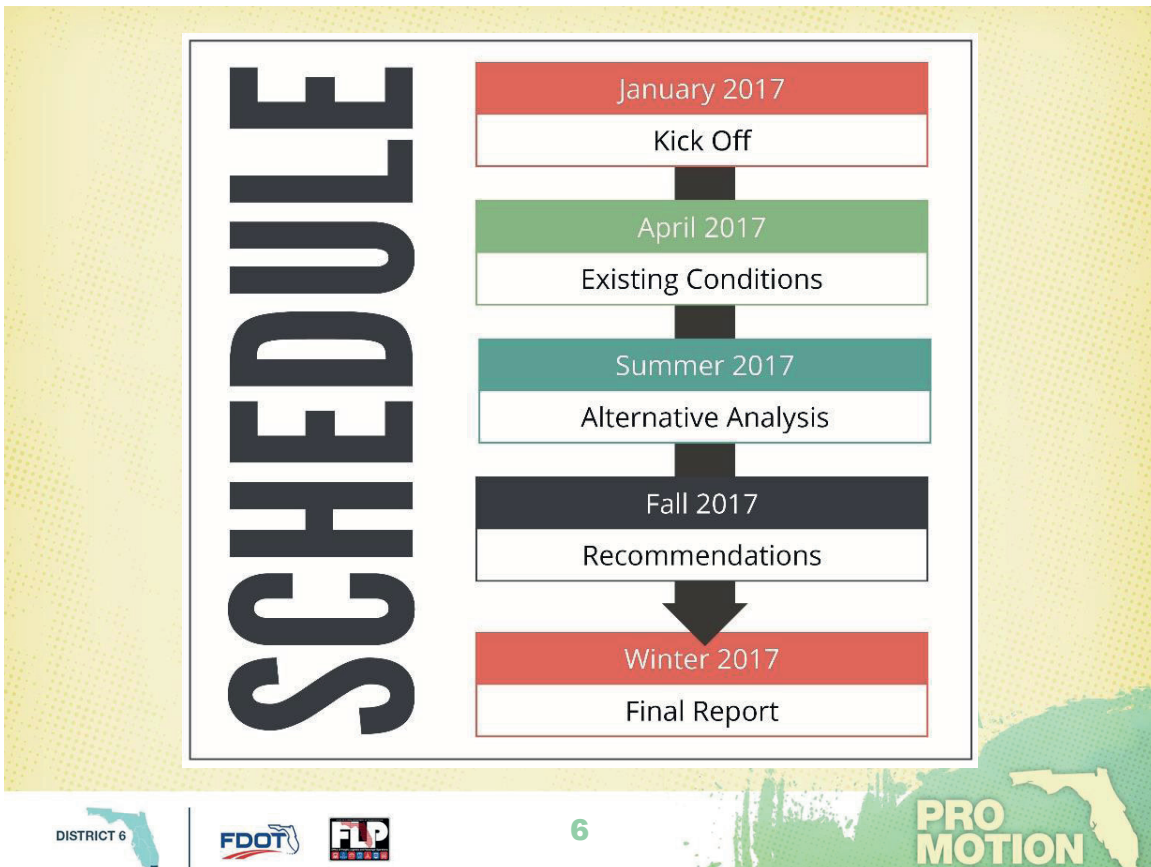 SCHEDULE
January 2017
Kick Off
April 2017
Existing Conditions
Summer 2017
Alternative Analysis
Fall 2017
Recommendations
Winter 2017
Final Report
DISTRICT 6
FDOT
FLP
6
PRO
MOTION